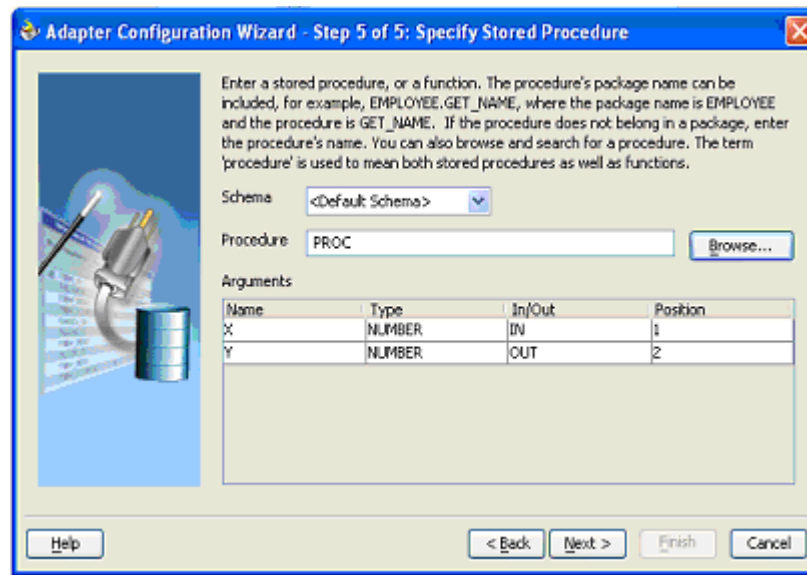 Adapter Configuration Wizard - Step 5 of 5: Specify Stored Procedure
Enter a stored procedure, or a function. The procedure's package name can be
included, for example, EMPLOYEE.GET_NAME, where the package name is EMPLOYEE
and the procedure is GET_NAME. If the procedure does not belong in a package, enter
the procedure's name. You can also browse and search for a procedure. The term
'procedure' is used to mean both stored procedures as well as functions.
Schema <Default Schema>
Procedure PROC Browse...
Arguments
Name Type In/Out Position
X NUMBER IN 1
Y NUMBER OUT 2
Help < Back Next > Finish Cancel